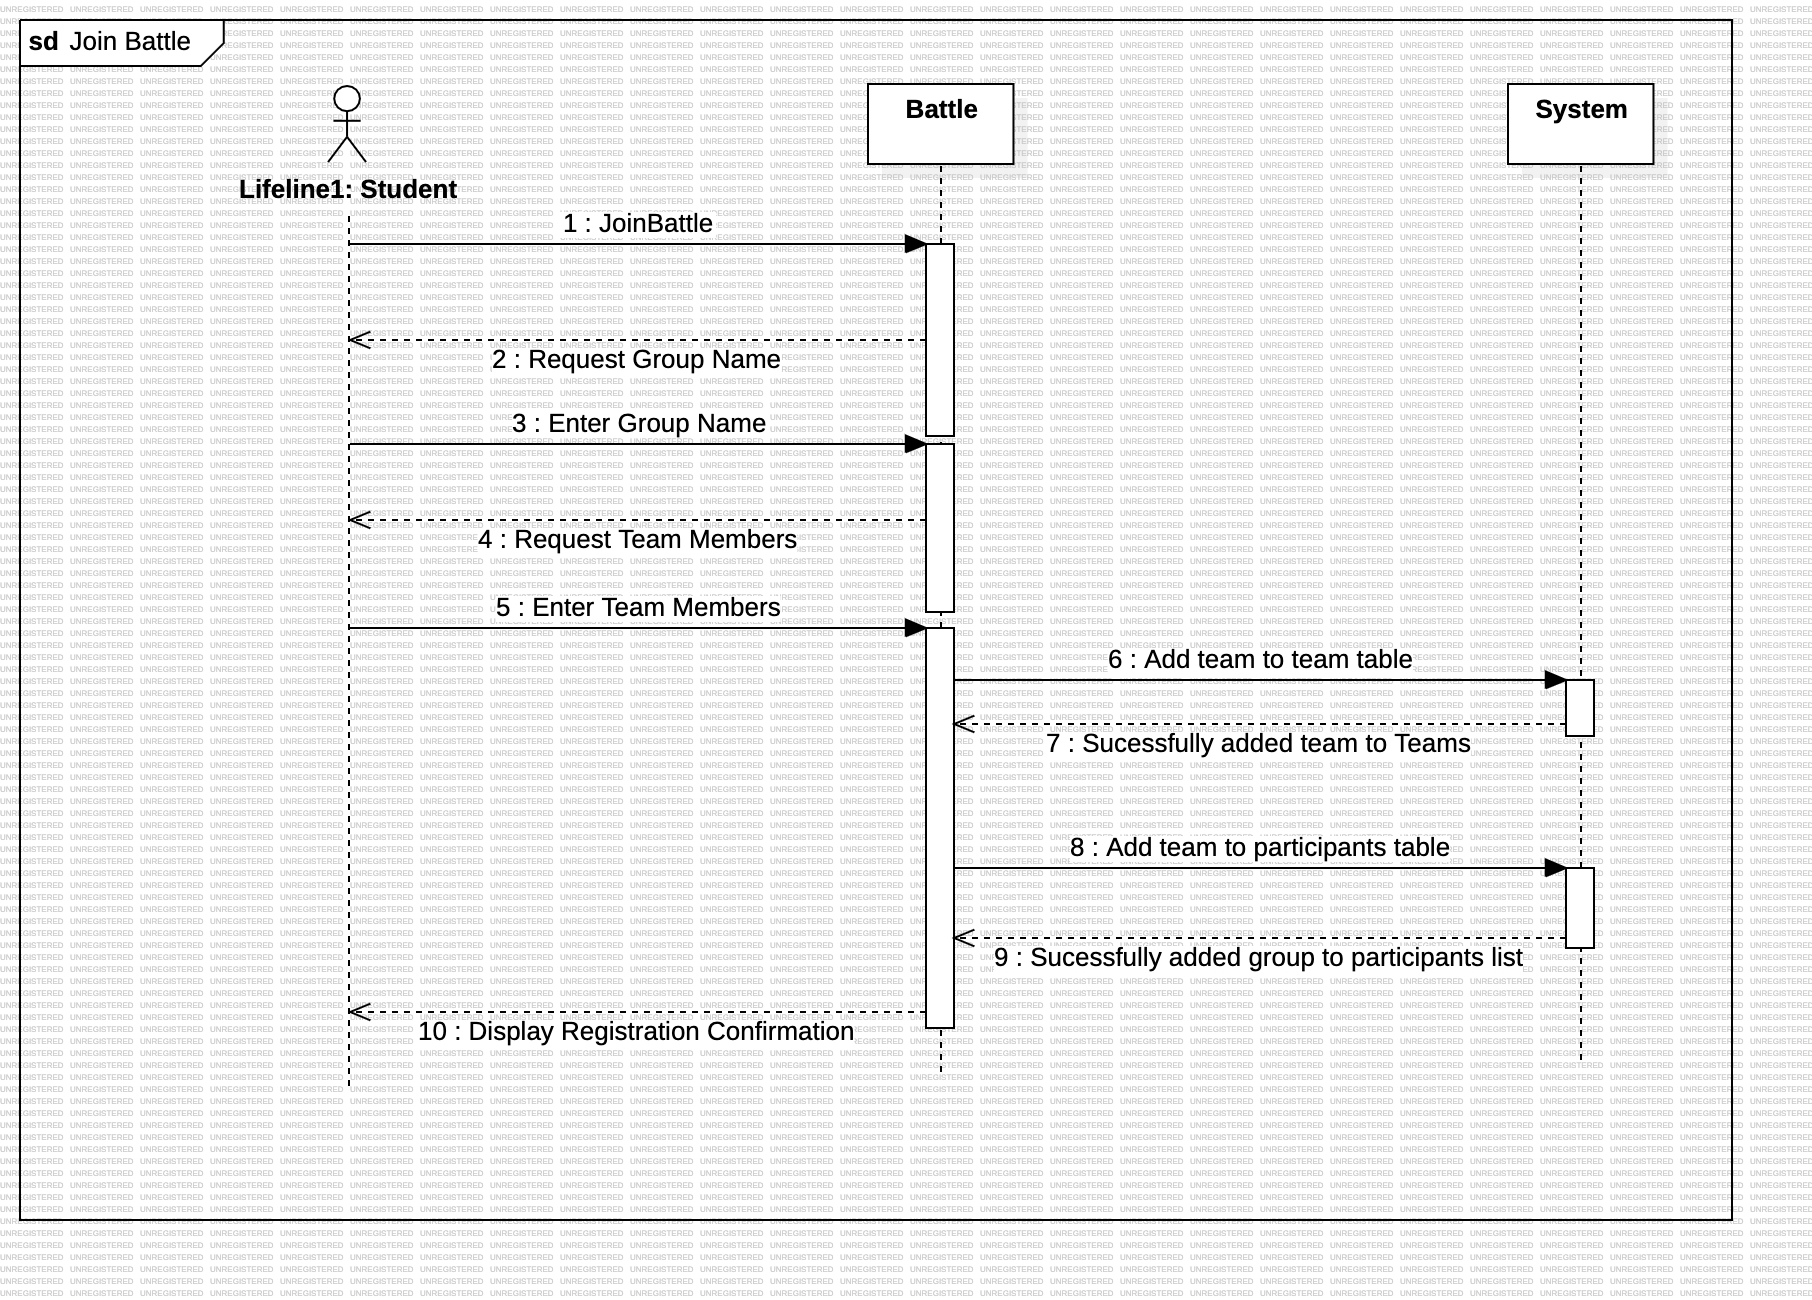 sd Join Battle
Battle
System
Lifeline1: Student
1 : JoinBattle
2 : Request Group Name
3 : Enter Group Name
4 : Request Team Members
5 : Enter Team Members
6 : Add team to team table
7 : Sucessfully added team to Teams
8 : Add team to participants table
9 : Sucessfully added group to participants list
10 : Display Registration Confirmation
UNREGISTERED